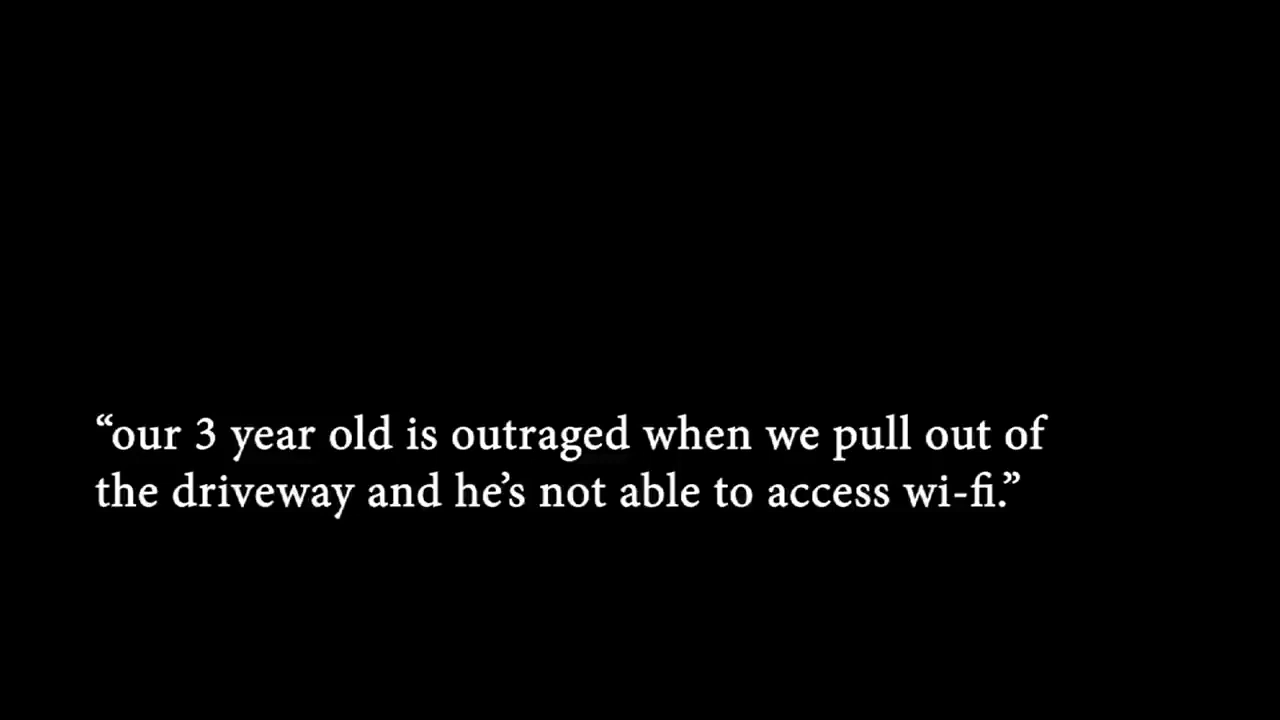 “our 3 year old is outraged when we pull out of
the driveway and he’s not able to access wi-fi.”